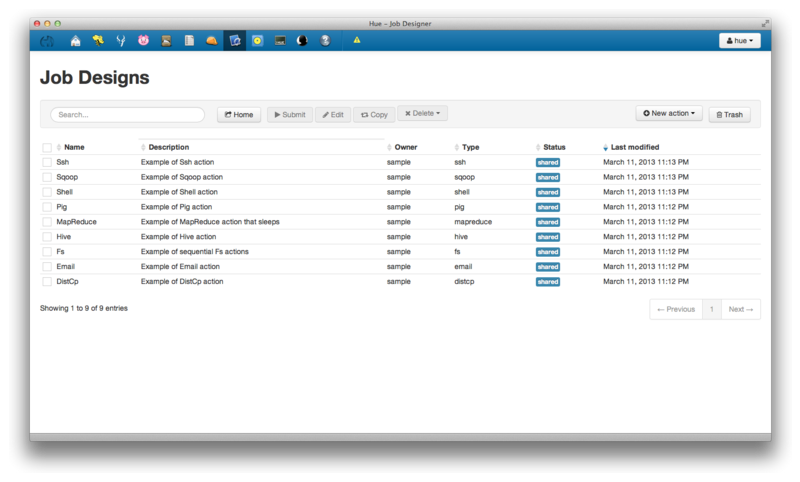 Hue – Job Designer
hue
Job Designs
Search... Home Submit Edit Copy Delete New action Trash
Name Description Owner Type Status Last modified
Ssh Example of Ssh action sample ssh shared March 11, 2013 11:13 PM
Sqoop Example of Sqoop action sample sqoop shared March 11, 2013 11:13 PM
Shell Example of Shell action sample shell shared March 11, 2013 11:13 PM
Pig Example of Pig action sample pig shared March 11, 2013 11:12 PM
MapReduce Example of MapReduce action that sleeps sample mapreduce shared March 11, 2013 11:12 PM
Hive Example of Hive action sample hive shared March 11, 2013 11:12 PM
Fs Example of sequential Fs actions sample fs shared March 11, 2013 11:12 PM
Email Example of Email action sample email shared March 11, 2013 11:12 PM
DistCp Example of DistCp action sample distcp shared March 11, 2013 11:12 PM
Showing 1 to 9 of 9 entries ← Previous 1 Next →